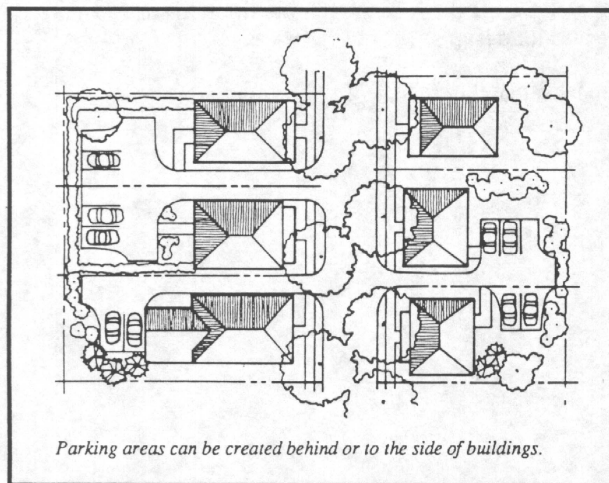 Parking areas can be created behind or to the side of buildings.